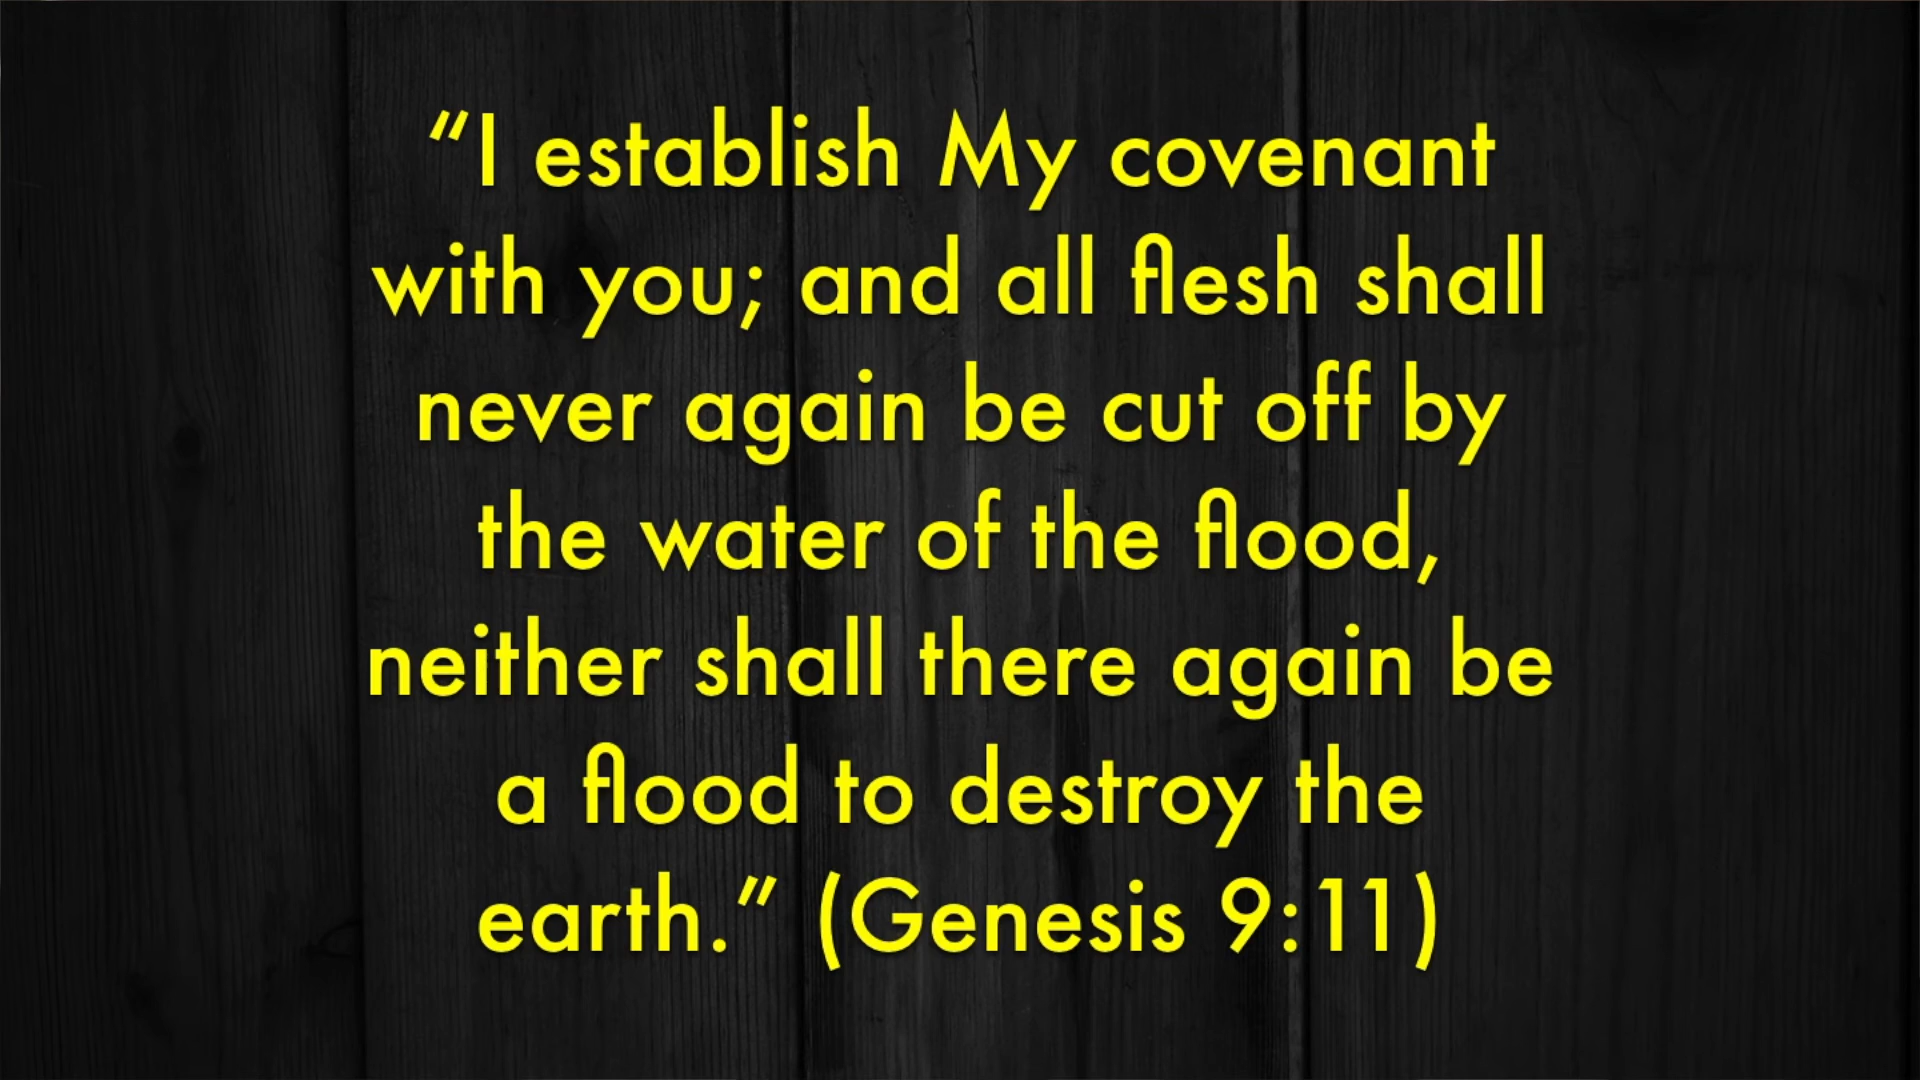 “I establish My covenant
with you; and all flesh shall
never again be cut off by
the water of the flood,
neither shall there again be
a flood to destroy the
earth.” (Genesis 9:11)